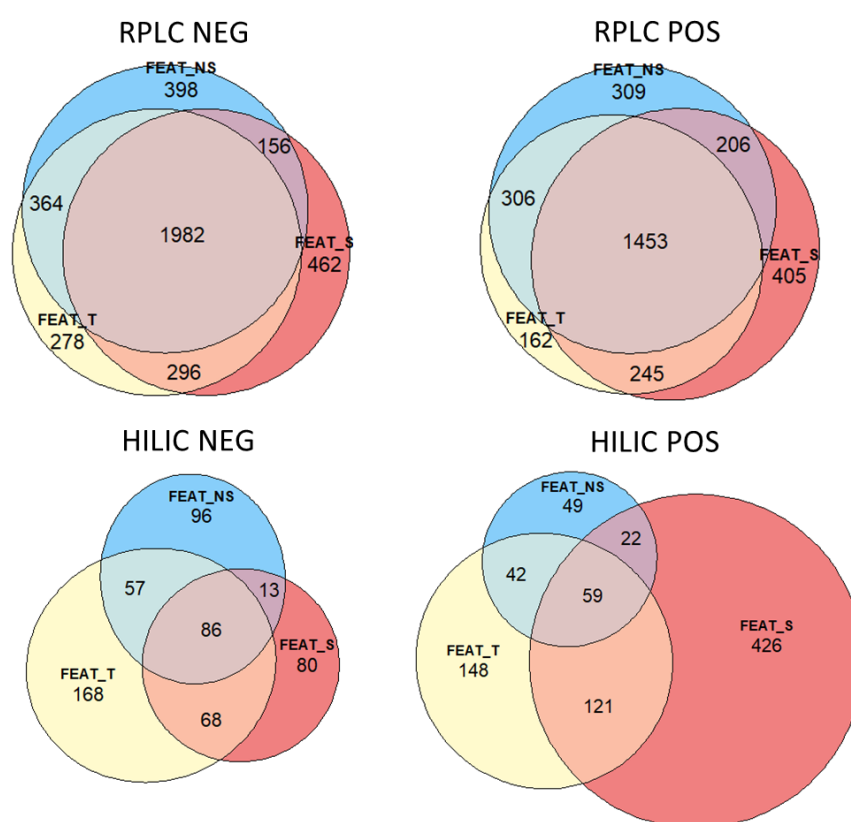 RPLC NEG
FEAT_NS
398
156
364
1982
FEAT_S
462
FEAT_T
278
296
RPLC POS
FEAT_NS
309
206
306
1453
FEAT_S
405
FEAT_T
162
245
HILIC NEG
FEAT_NS
96
57
13
86
FEAT_S
80
FEAT_T
168
68
HILIC POS
FEAT_NS
49
22
42
59
FEAT_S
426
FEAT_T
148
121